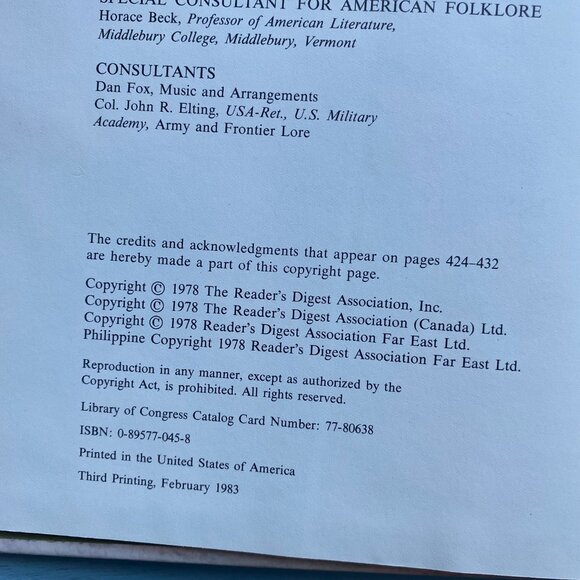 SPECIAL CONSULTANT FOR AMERICAN FOLKLORE
Horace Beck, Professor of American Literature,
Middlebury College, Middlebury, Vermont
CONSULTANTS
Dan Fox, Music and Arrangements
Col. John R. Elting, USA-Ret., U.S. Military
Academy, Army and Frontier Lore
The credits and acknowledgments that appear on pages 424–432
are hereby made a part of this copyright page.
Copyright © 1978 The Reader's Digest Association, Inc.
Copyright © 1978 The Reader's Digest Association (Canada) Ltd.
Copyright © 1978 Reader's Digest Association Far East Ltd.
Philippine Copyright 1978 Reader's Digest Association Far East Ltd.
Reproduction in any manner, except as authorized by the
Copyright Act, is prohibited. All rights reserved.
Library of Congress Catalog Card Number: 77-80638
ISBN: 0-89577-045-8
Printed in the United States of America
Third Printing, February 1983